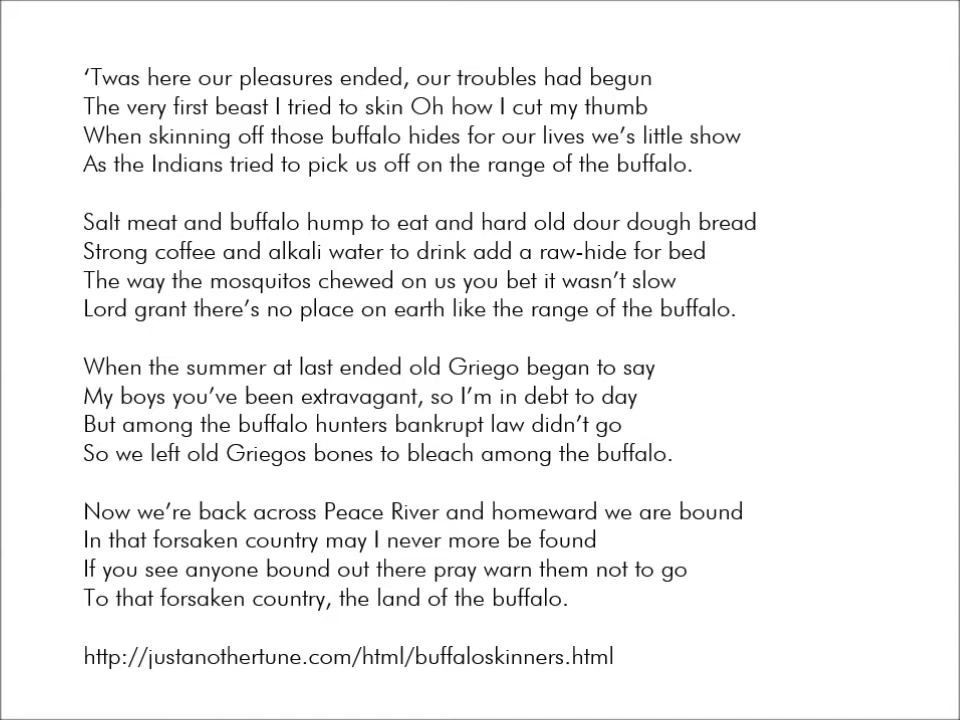 ‘Twas here our pleasures ended, our troubles had begun
The very first beast I tried to skin Oh how I cut my thumb
When skinning off those buffalo hides for our lives we’s little show
As the Indians tried to pick us off on the range of the buffalo.
Salt meat and buffalo hump to eat and hard old dour dough bread
Strong coffee and alkali water to drink add a raw-hide for bed
The way the mosquitos chewed on us you bet it wasn’t slow
Lord grant there’s no place on earth like the range of the buffalo.
When the summer at last ended old Griego began to say
My boys you’ve been extravagant, so I’m in debt to day
But among the buffalo hunters bankrupt law didn’t go
So we left old Griegos bones to bleach among the buffalo.
Now we’re back across Peace River and homeward we are bound
In that forsaken country may I never more be found
If you see anyone bound out there pray warn them not to go
To that forsaken country, the land of the buffalo.
http://justanothertune.com/html/buffaloskinners.html